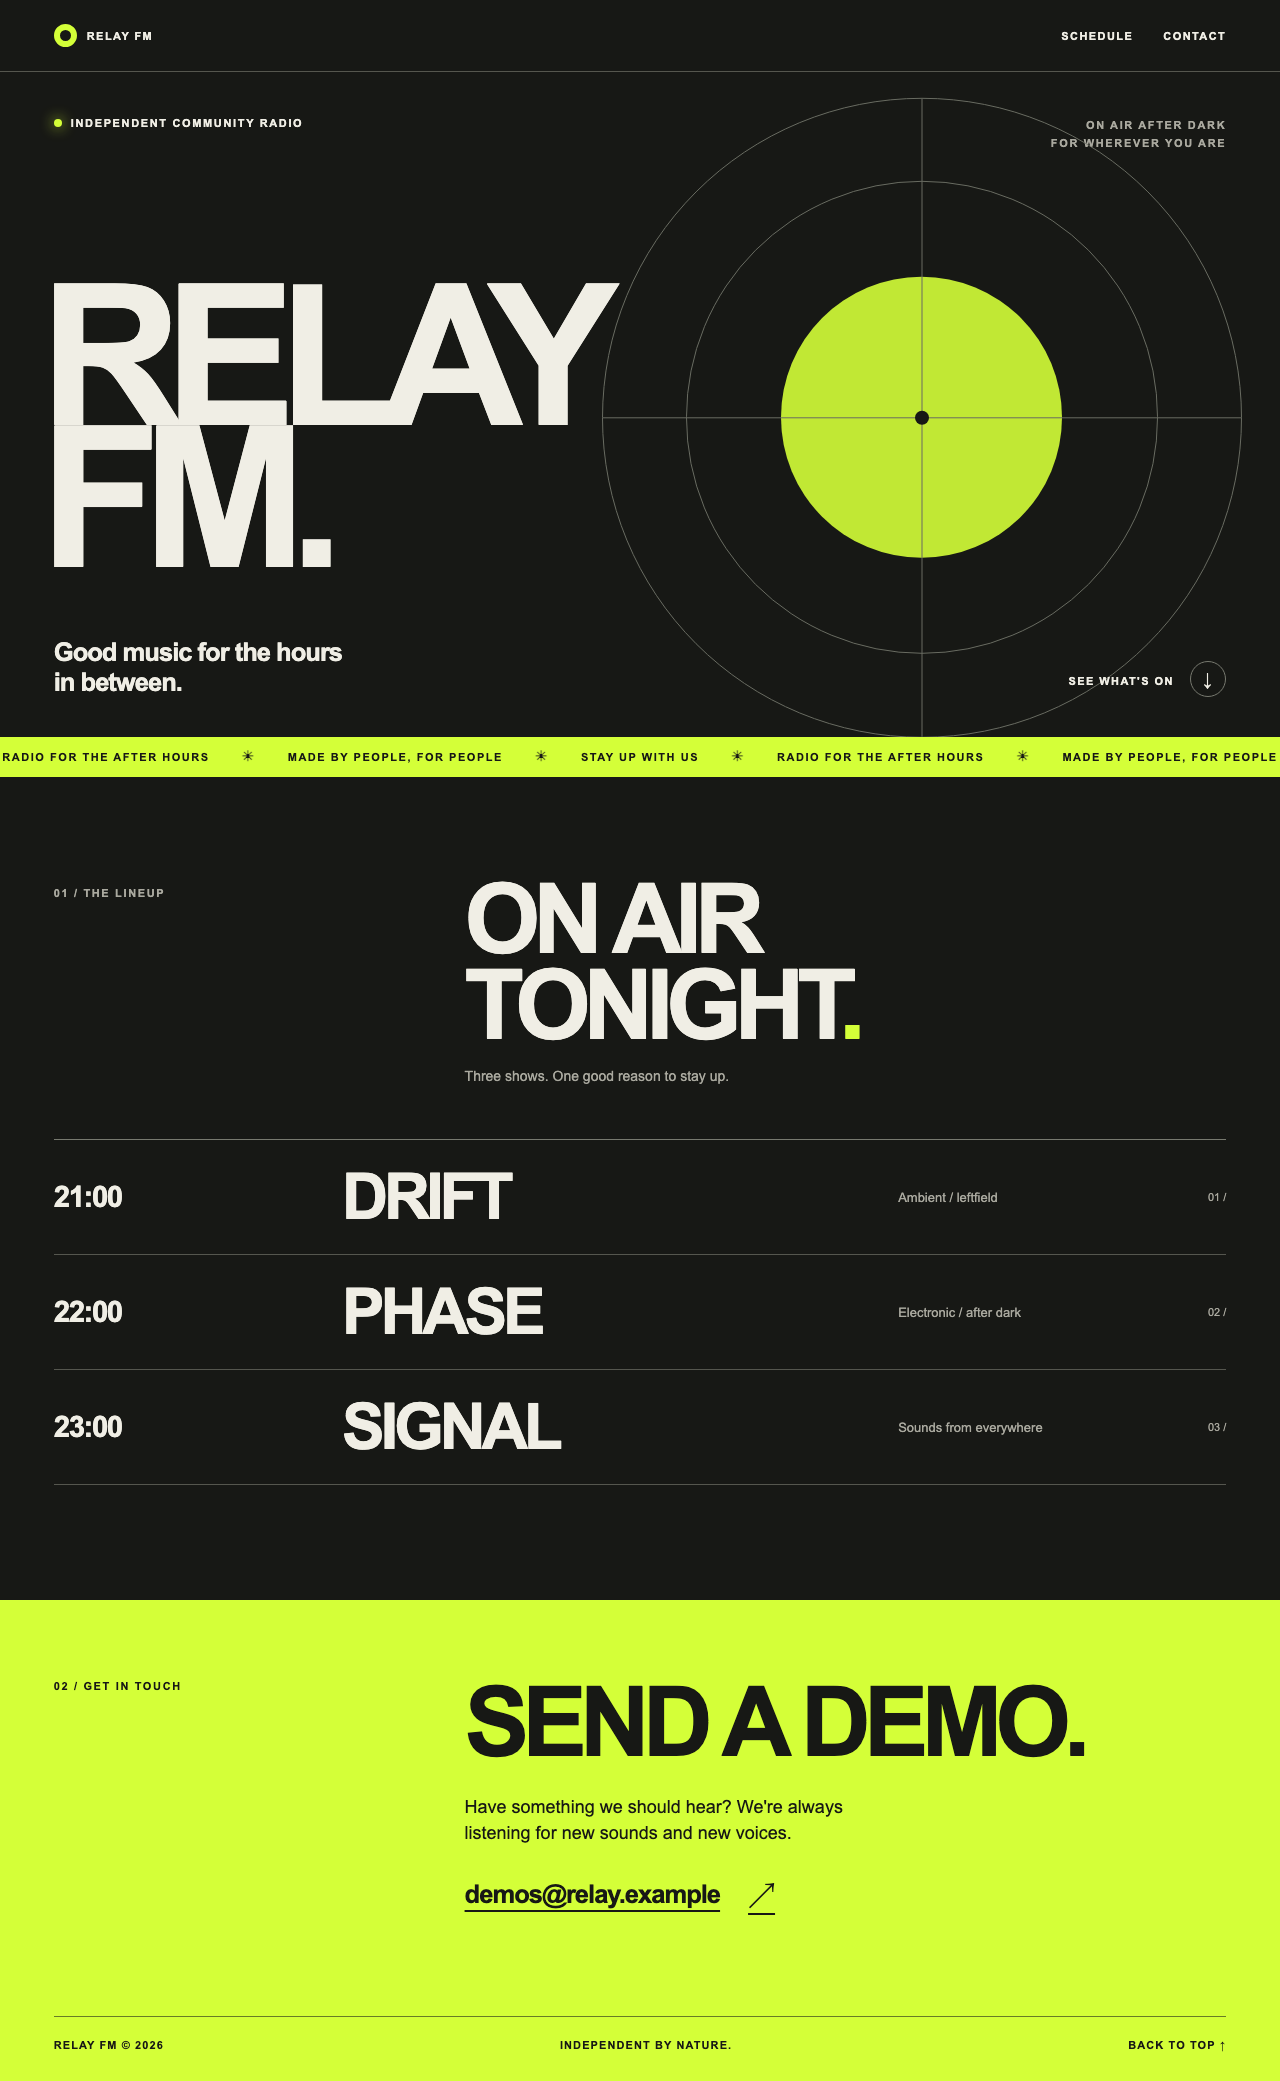 RELAY FM
SCHEDULE CONTACT
INDEPENDENT COMMUNITY RADIO
ON AIR AFTER DARK
FOR WHEREVER YOU ARE
RELAY
FM.
Good music for the hours
in between.
SEE WHAT'S ON ↓
RADIO FOR THE AFTER HOURS ☀ MADE BY PEOPLE, FOR PEOPLE ☀ STAY UP WITH US ☀ RADIO FOR THE AFTER HOURS ☀ MADE BY PEOPLE, FOR PEOPLE
01 / THE LINEUP
ON AIR
TONIGHT.
Three shows. One good reason to stay up.
21:00 DRIFT Ambient / leftfield 01 /
22:00 PHASE Electronic / after dark 02 /
23:00 SIGNAL Sounds from everywhere 03 /
02 / GET IN TOUCH
SEND A DEMO.
Have something we should hear? We're always
listening for new sounds and new voices.
demos@relay.example ↗
RELAY FM © 2026 INDEPENDENT BY NATURE. BACK TO TOP ↑